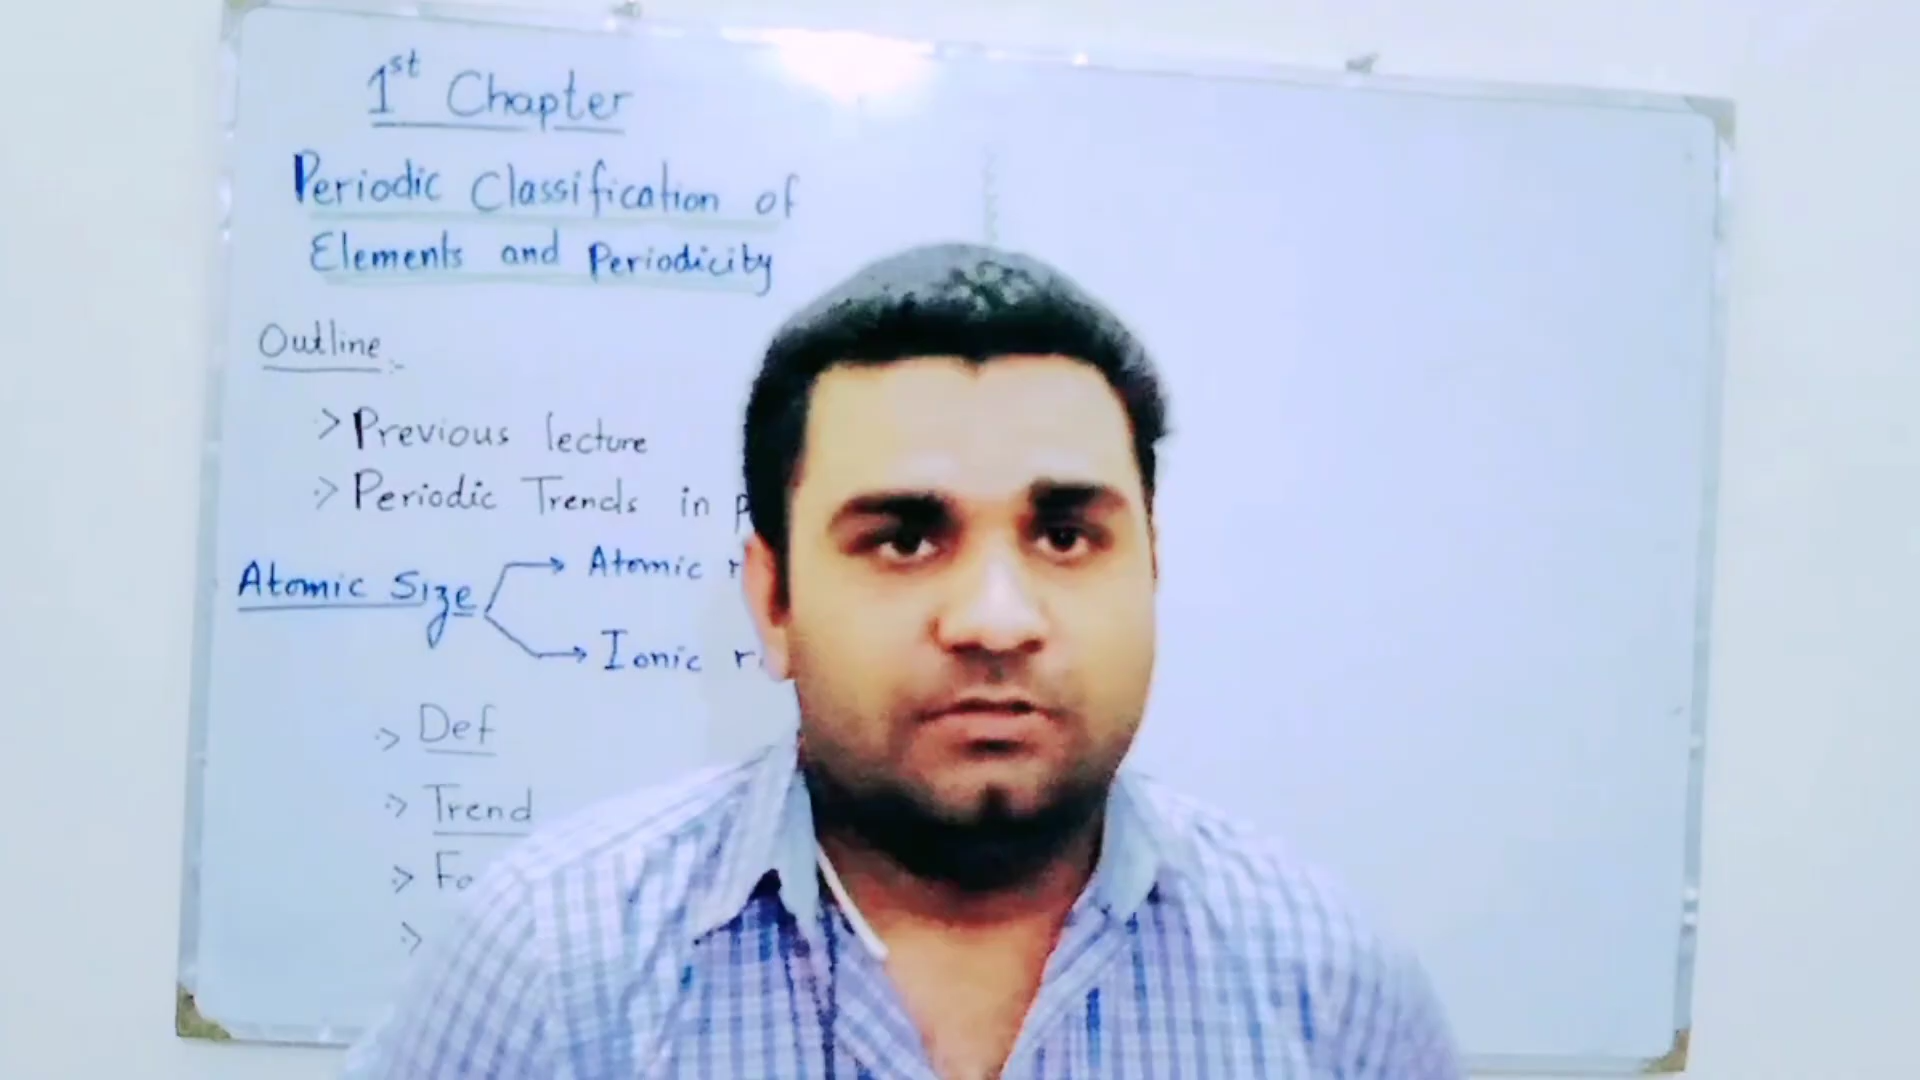 1st Chapter
Periodic Classification of
Elements and Periodicity
Outline :-
> Previous lecture
> Periodic Trends in
Atomic Size → Atomic
→ Ionic
> Def
> Trend
>
>